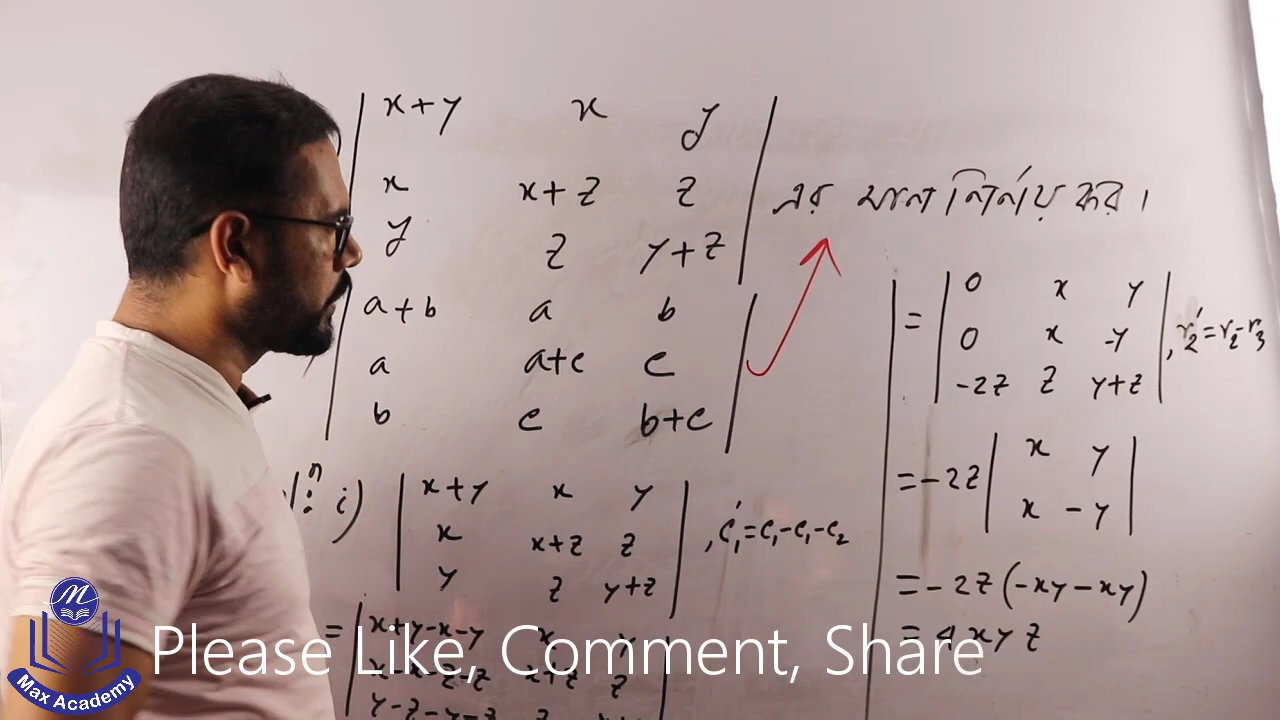 x+y x y
x x+z z
y z y+z
এর মান নির্ণয় কর।
a+b a b
a a+c c
b c b+c
i)
x+y x y
x x+z z , c₁′=c₁-c₁-c₂
y z y+z
= x+y-x-y x y
x-x-z-z x+z z
y-z-y-z z
= 0 x y
0 x -y , r₂′=r₂-r₃
-2z z y+z
=-2z x y
x -y
=-2z(-xy-xy)
=4xyz
Please Like, Comment, Share
M
Max Academy